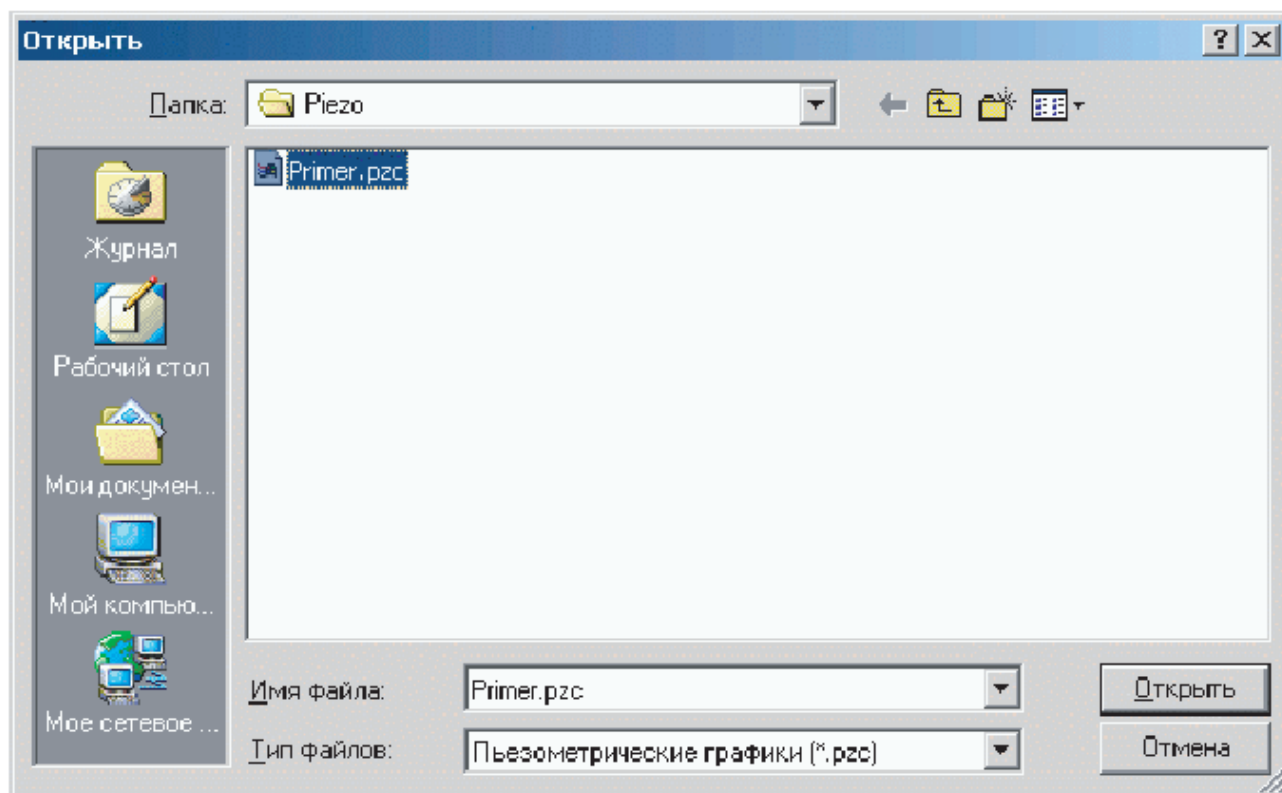 Открыть
Папка: Piezo
Primer.pzc
Журнал
Рабочий стол
Мои докумен...
Мой компью...
Мое сетевое ...
Имя файла: Primer.pzc Открыть
Тип файлов: Пьезометрические графики (*.pzc) Отмена